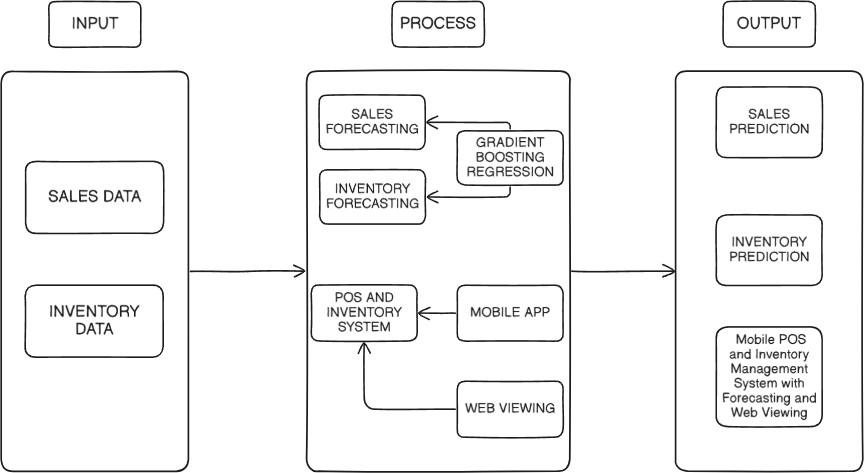 INPUT
PROCESS
OUTPUT
SALES DATA
INVENTORY
DATA
SALES
FORECASTING
GRADIENT
BOOSTING
REGRESSION
INVENTORY
FORECASTING
POS AND
INVENTORY
SYSTEM
MOBILE APP
WEB VIEWING
SALES
PREDICTION
INVENTORY
PREDICTION
Mobile POS
and Inventory
Management
System with
Forecasting and
Web Viewing